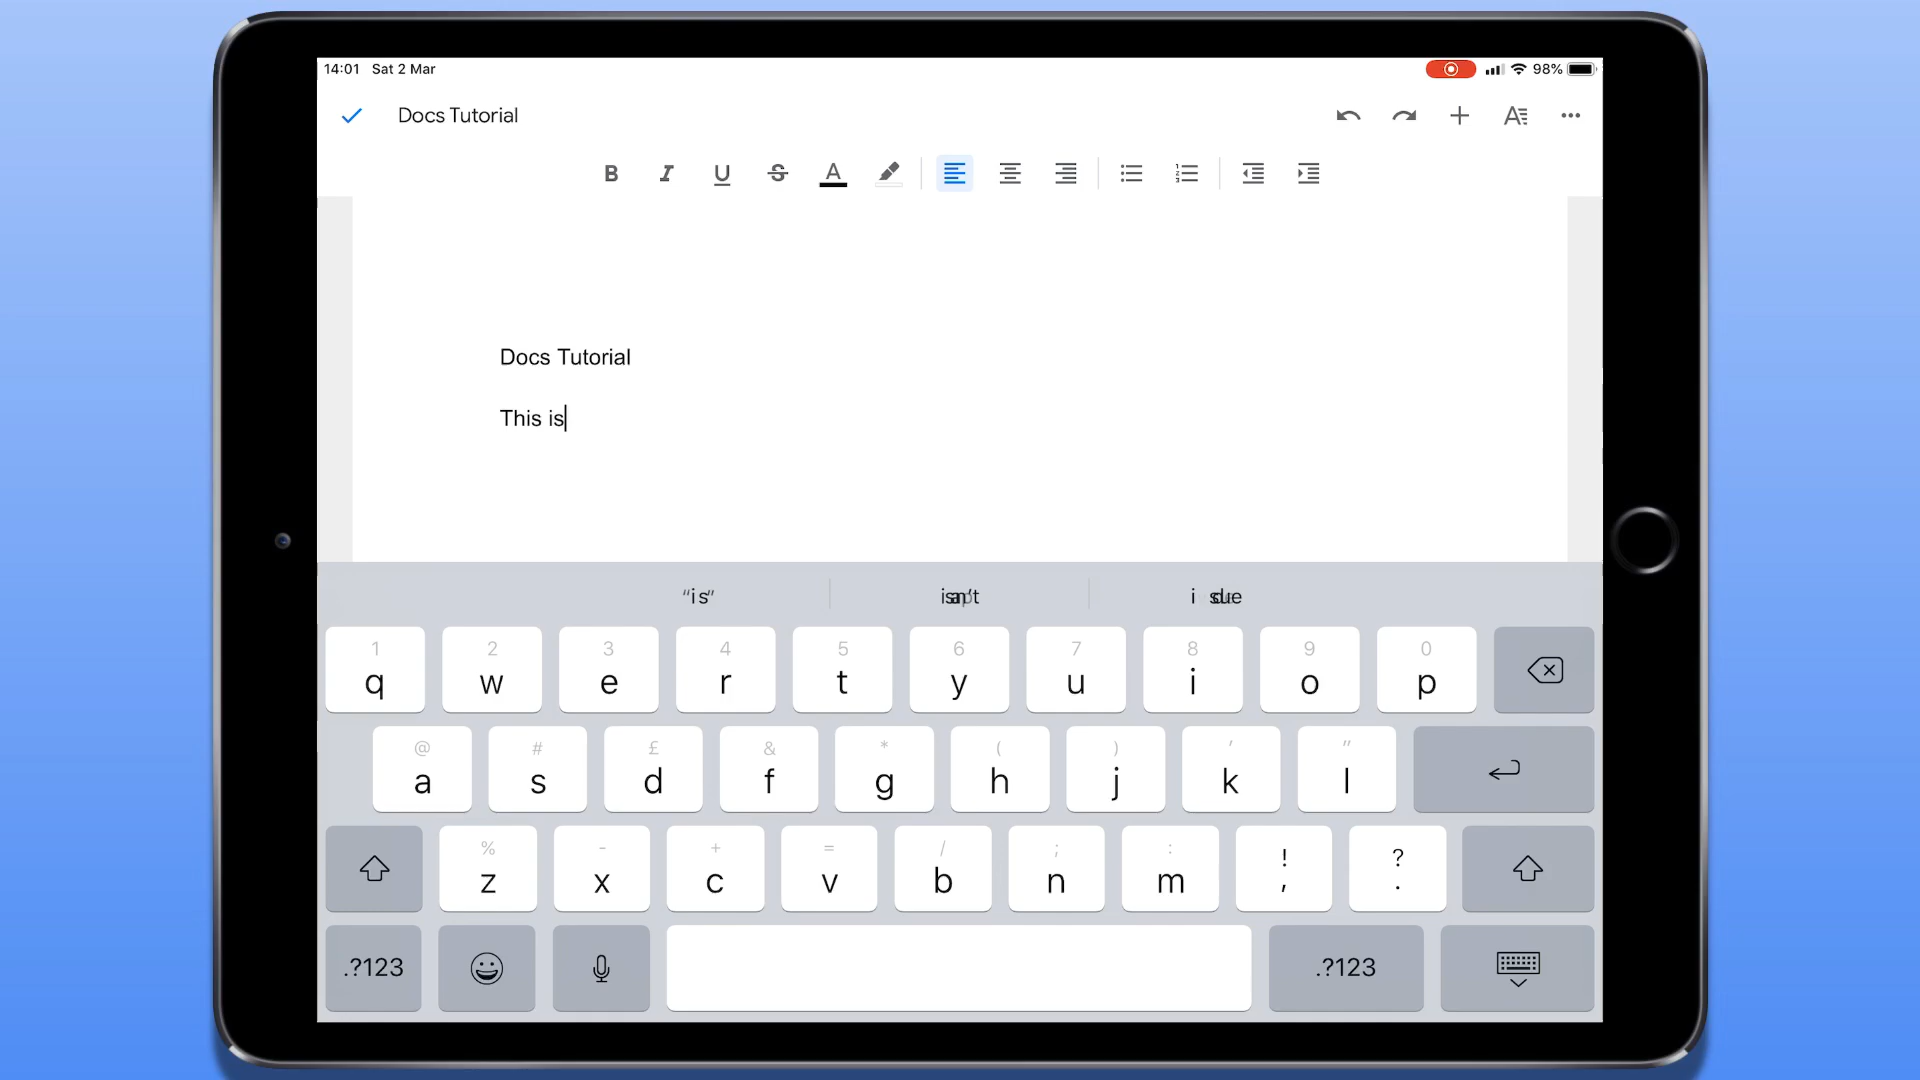 14:01 Sat 2 Mar 98%
Docs Tutorial
B I U S A A
Docs Tutorial
This is
"is"
1 2 3 4 5 6 7 8 9 0
q w e r t y u i o p
@ # £ & * ( ) ' "
a s d f g h j k l
% - + = / ; : ! ?
z x c v b n m , .
.?123 .?123